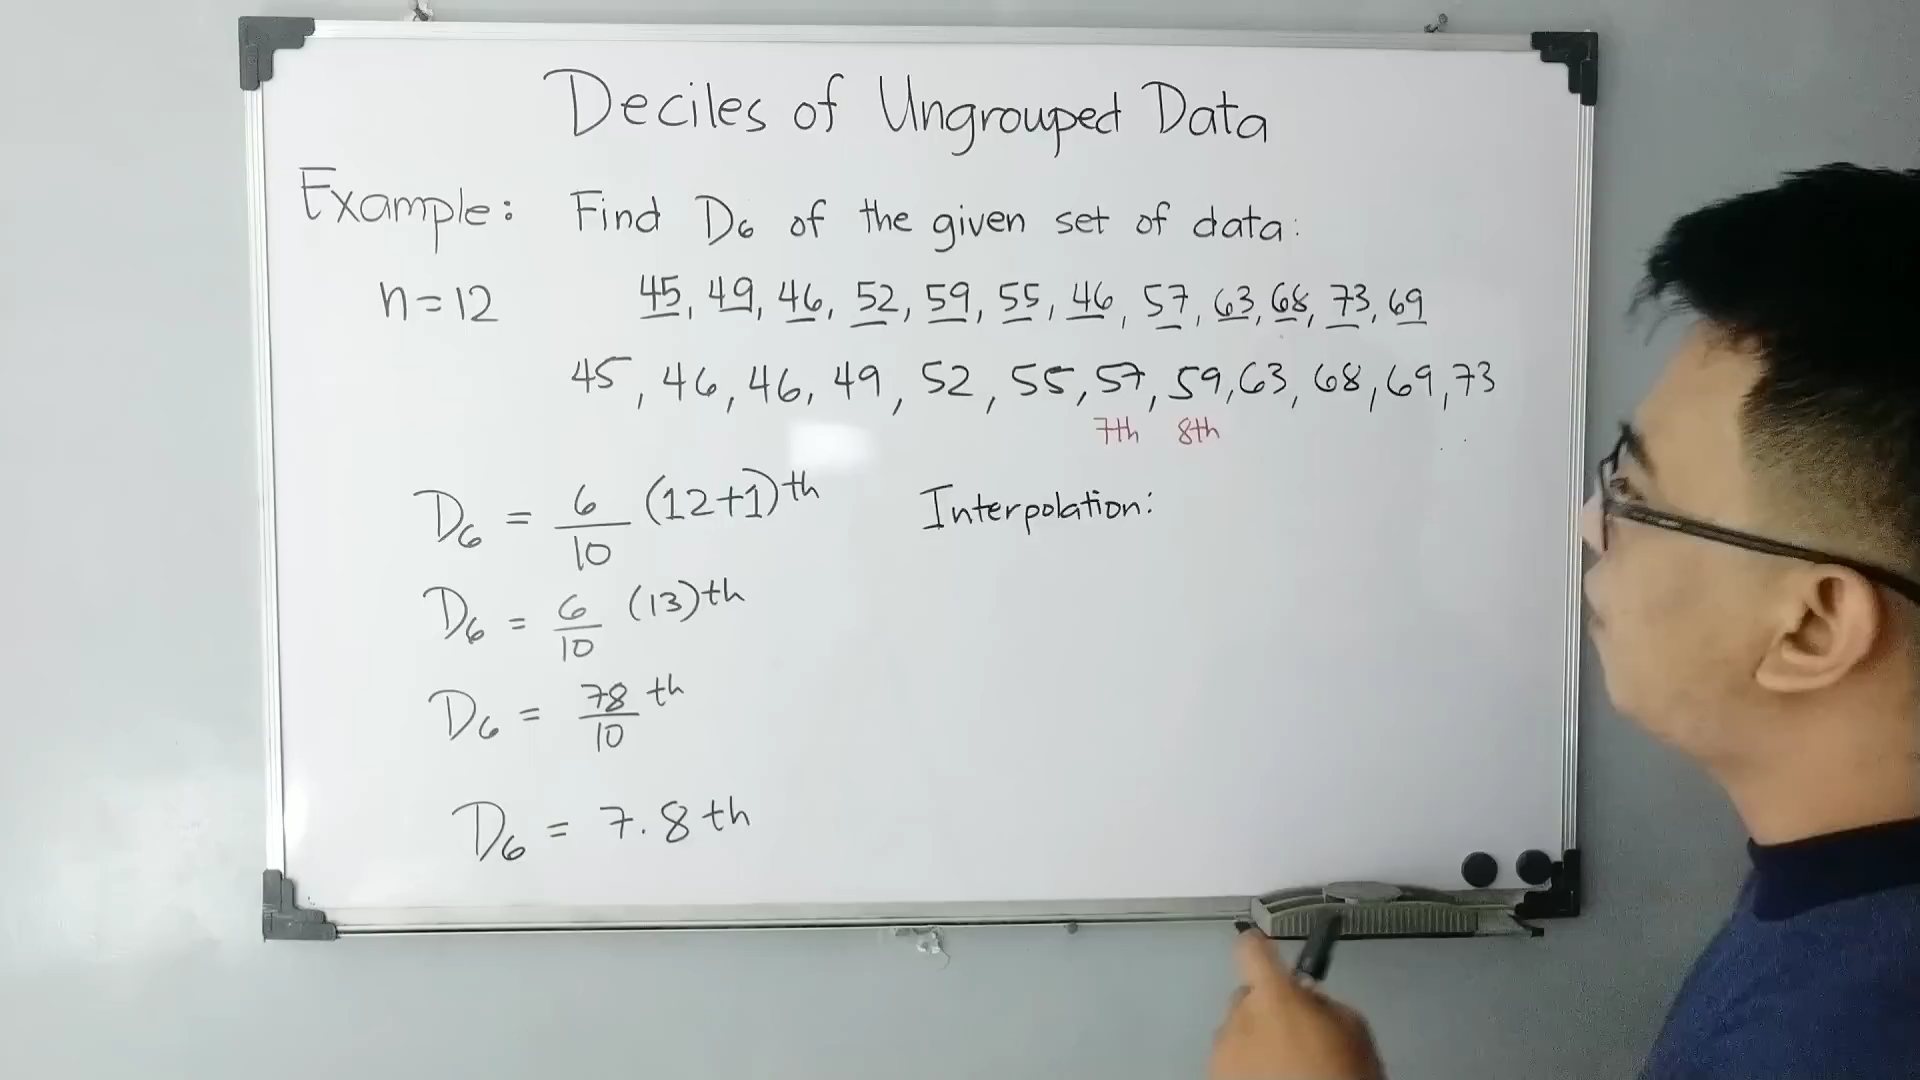 Deciles of Ungrouped Data
Example: Find D₆ of the given set of data:
n=12 45, 49, 46, 52, 59, 55, 46, 57, 63, 68, 73, 69
45, 46, 46, 49, 52, 55, 57, 59, 63, 68, 69, 73
7th 8th
D₆ = 6/10 (12+1)th Interpolation:
D₆ = 6/10 (13)th
D₆ = 78/10 th
D₆ = 7.8th